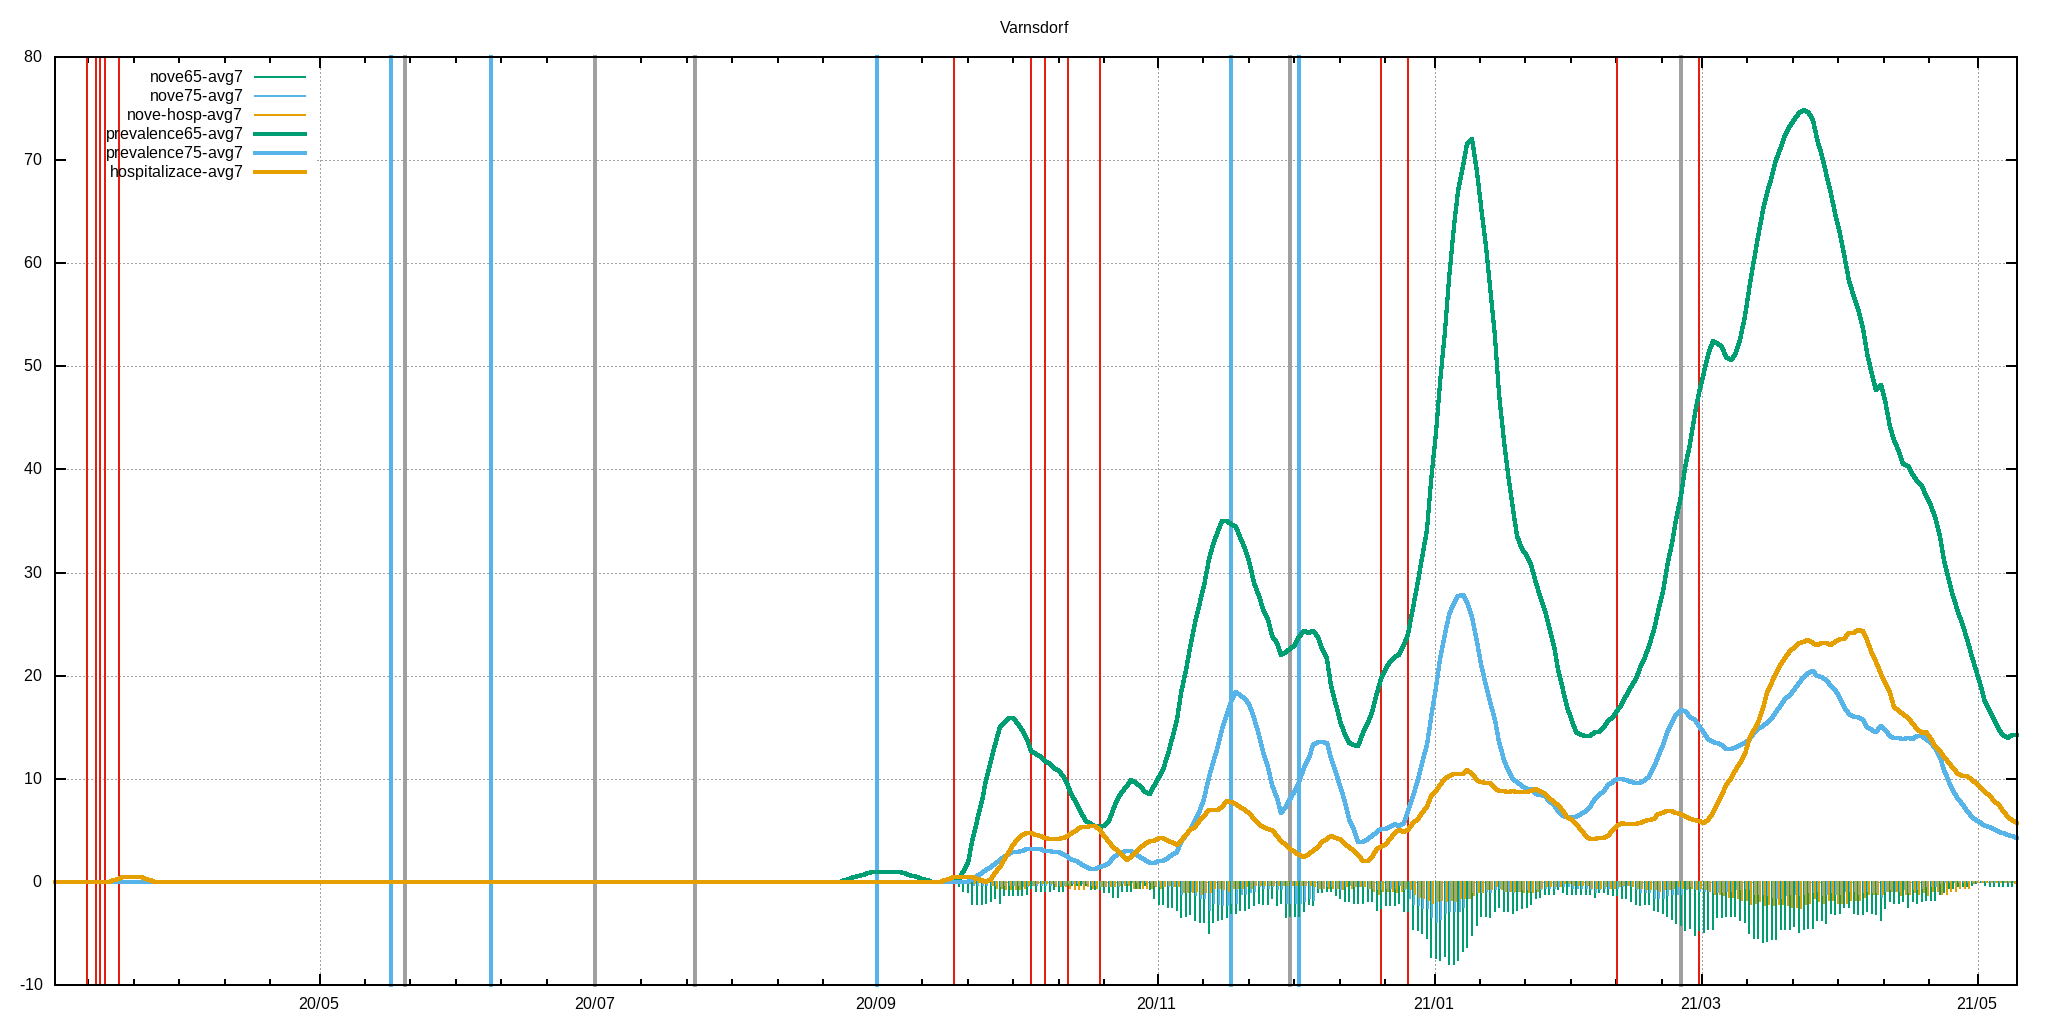 Varnsdorf
80
70
60
50
40
30
20
10
0
-10
nove65-avg7
nove75-avg7
nove-hosp-avg7
prevalence65-avg7
prevalence75-avg7
hospitalizace-avg7
20/05 20/07 20/09 20/11 21/01 21/03 21/05